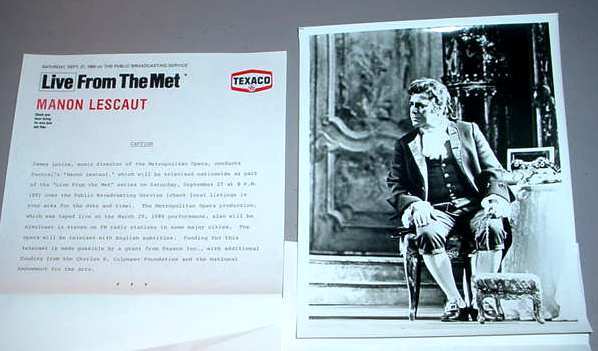 SATURDAY, SEPT. 27, 1980 on THE PUBLIC BROADCASTING SERVICE
Live From The Met
TEXACO
MANON LESCAUT
CAPTION
James Levine, music director of the Metropolitan Opera, conducts
Puccini's "Manon Lescaut," which will be televised nationwide as part
of the "Live From the Met" series on Saturday, September 27 at 8 P.M.
(ET) over the Public Broadcasting Service (check local listings in
your area for the date and time). The Metropolitan Opera production,
which was taped live at the March 29, 1980 performance, also will be
simulcast in stereo on FM radio stations in some major cities. The
opera will be telecast with English subtitles. Funding for this
telecast is made possible by a grant from Texaco Inc., with additional
funding from the Charles E. Culpeper Foundation and the National
Endowment for the Arts.
* * *